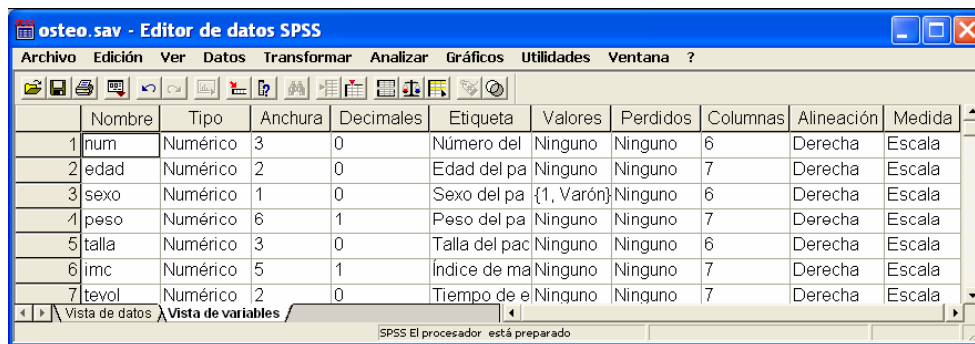 osteo.sav - Editor de datos SPSS
Archivo Edición Ver Datos Transformar Analizar Gráficos Utilidades Ventana ?
Nombre Tipo Anchura Decimales Etiqueta Valores Perdidos Columnas Alineación Medida
1 num Numérico 3 0 Número del Ninguno Ninguno 6 Derecha Escala
2 edad Numérico 2 0 Edad del pa Ninguno Ninguno 7 Derecha Escala
3 sexo Numérico 1 0 Sexo del pa {1, Varón} Ninguno 6 Derecha Escala
4 peso Numérico 6 1 Peso del pa Ninguno Ninguno 7 Derecha Escala
5 talla Numérico 3 0 Talla del pac Ninguno Ninguno 6 Derecha Escala
6 imc Numérico 5 1 Índice de ma Ninguno Ninguno 7 Derecha Escala
7 tevol Numérico 2 0 Tiempo de e Ninguno Ninguno 7 Derecha Escala
Vista de datos Vista de variables
SPSS El procesador está preparado